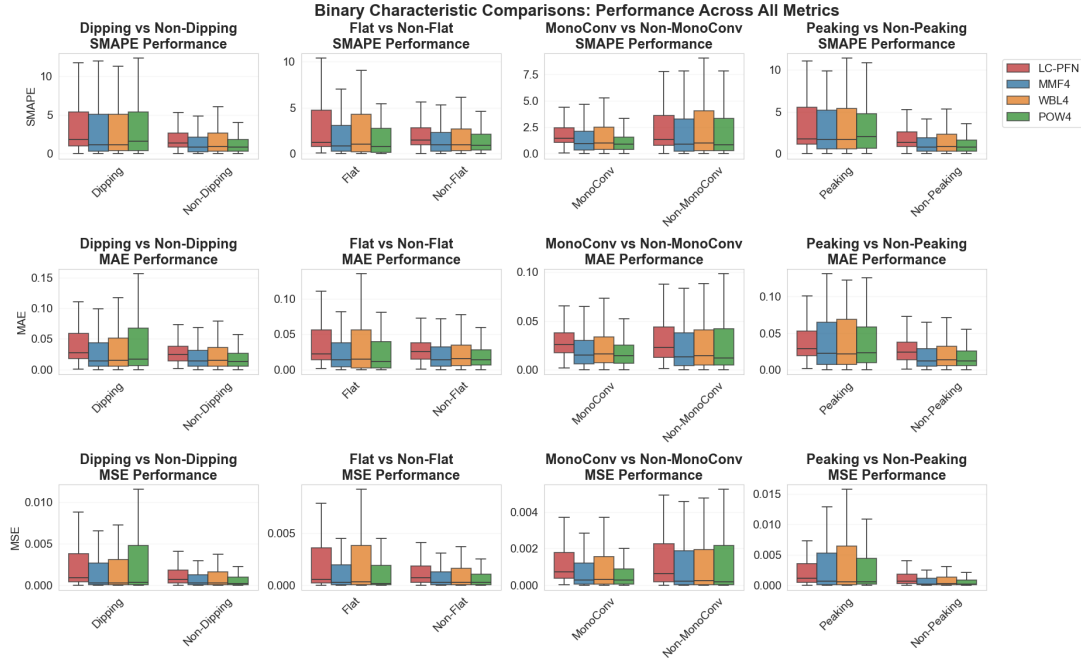 Binary Characteristic Comparisons: Performance Across All Metrics
Dipping vs Non-Dipping
SMAPE Performance
Flat vs Non-Flat
SMAPE Performance
MonoConv vs Non-MonoConv
SMAPE Performance
Peaking vs Non-Peaking
SMAPE Performance
SMAPE
10
5
0
Dipping
Non-Dipping
10
5
0
Flat
Non-Flat
7.5
5.0
2.5
0.0
MonoConv
Non-MonoConv
10
5
0
Peaking
Non-Peaking
LC-PFN
MMF4
WBL4
POW4
Dipping vs Non-Dipping
MAE Performance
Flat vs Non-Flat
MAE Performance
MonoConv vs Non-MonoConv
MAE Performance
Peaking vs Non-Peaking
MAE Performance
MAE
0.15
0.10
0.05
0.00
Dipping
Non-Dipping
0.10
0.05
0.00
Flat
Non-Flat
0.10
0.05
0.00
MonoConv
Non-MonoConv
0.10
0.05
0.00
Peaking
Non-Peaking
Dipping vs Non-Dipping
MSE Performance
Flat vs Non-Flat
MSE Performance
MonoConv vs Non-MonoConv
MSE Performance
Peaking vs Non-Peaking
MSE Performance
MSE
0.010
0.005
0.000
Dipping
Non-Dipping
0.005
0.000
Flat
Non-Flat
0.004
0.002
0.000
MonoConv
Non-MonoConv
0.015
0.010
0.005
0.000
Peaking
Non-Peaking